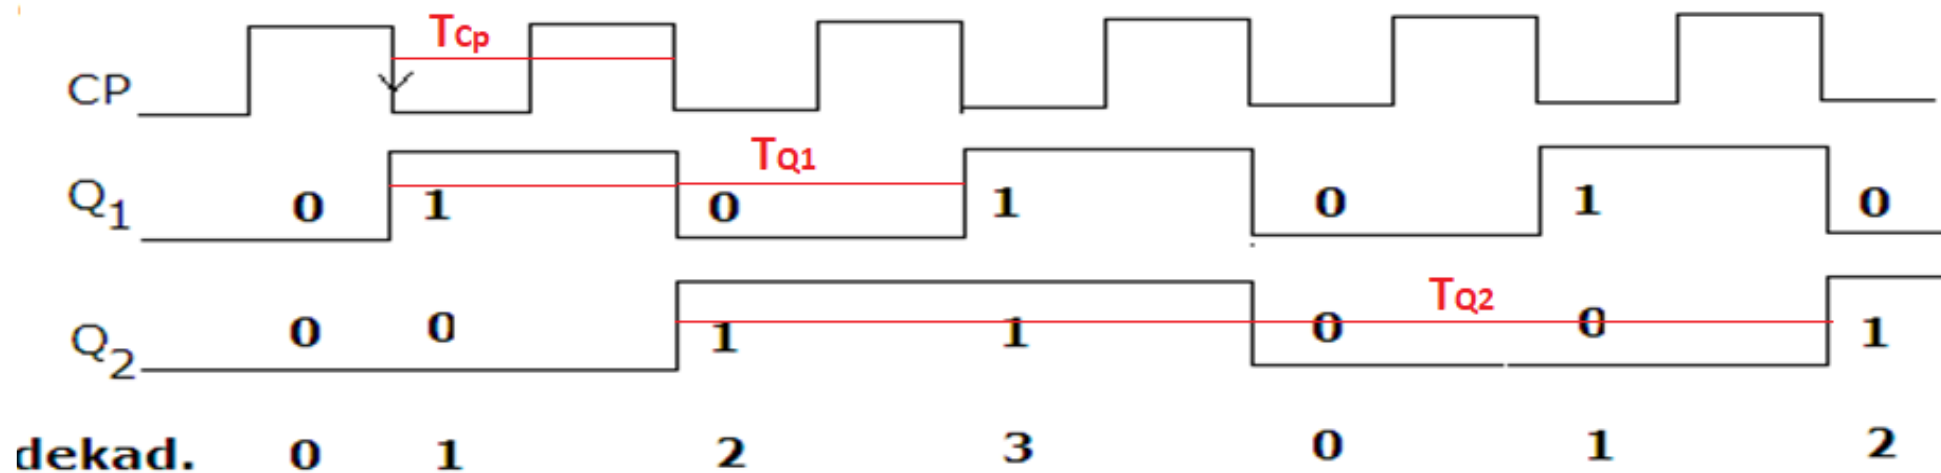 CP TCp
Q1 0 1 TQ1 0 1 0 1 0
Q2 0 0 1 1 0 TQ2 0 1
dekad. 0 1 2 3 0 1 2